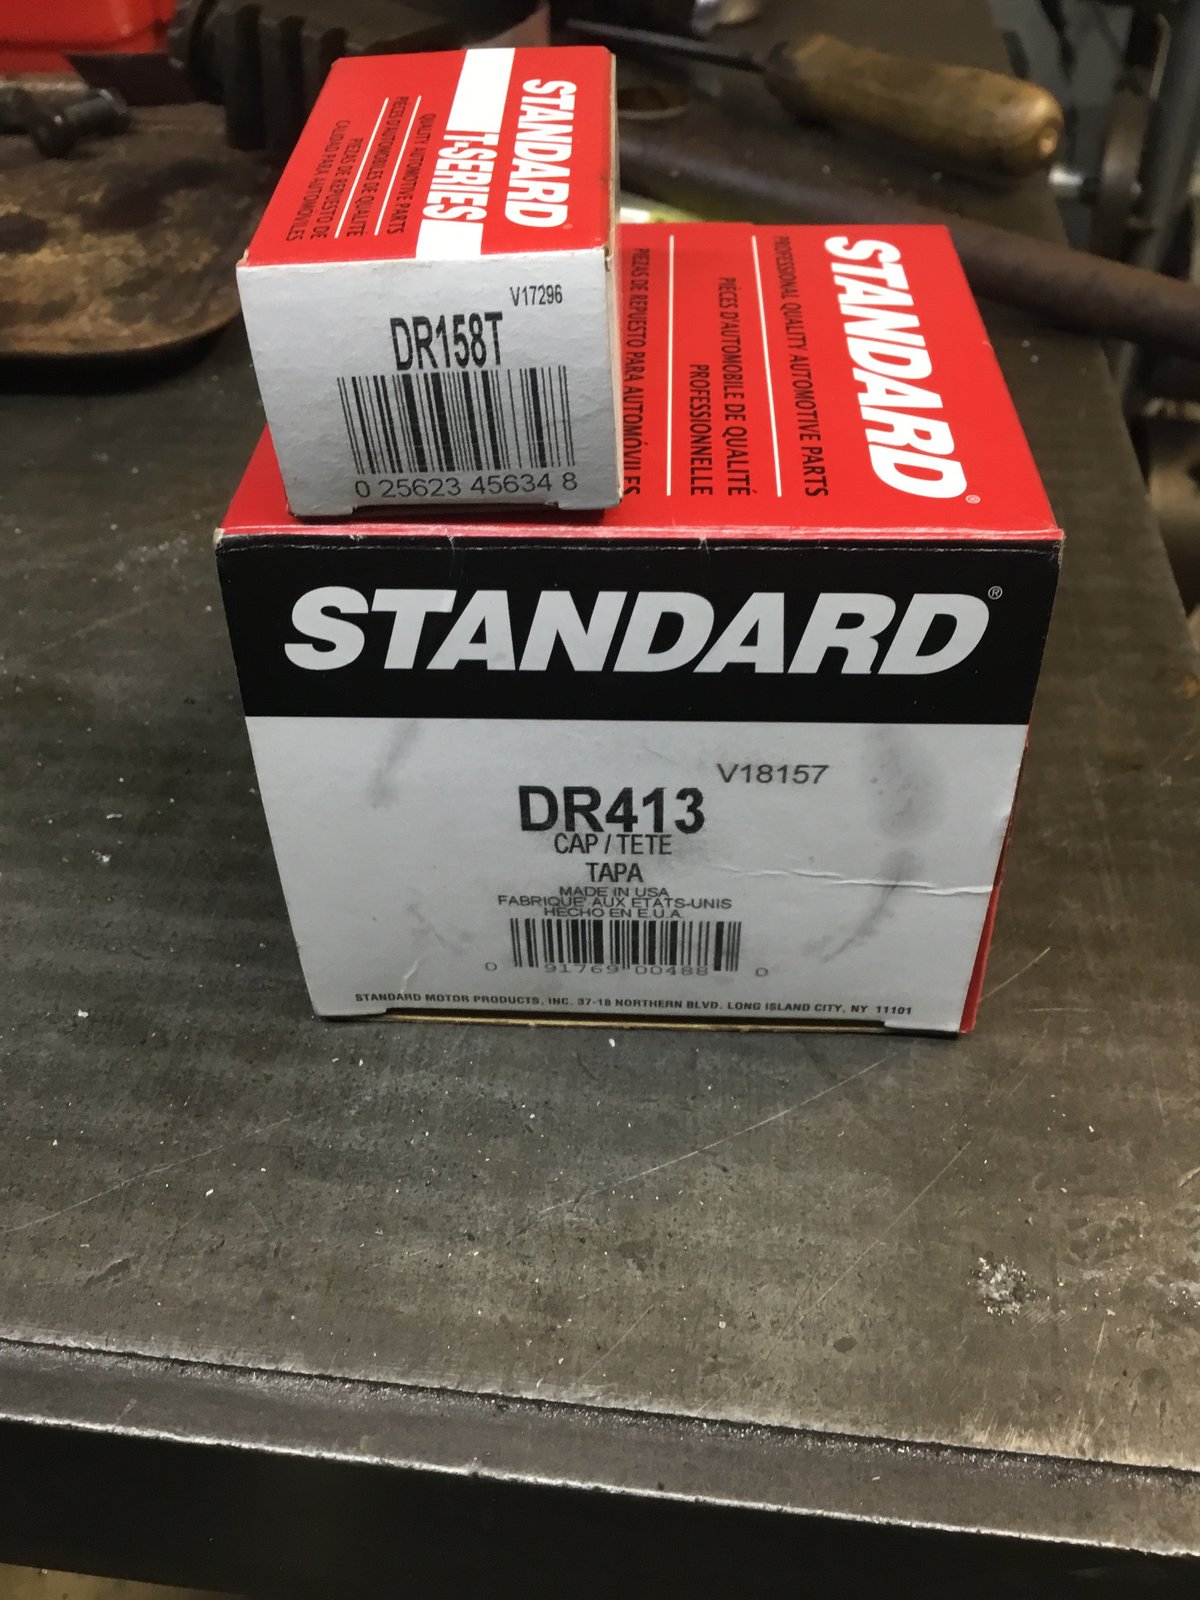 STANDARD
T-SERIES
QUALITY AUTOMOTIVE PARTS
PIÈCES D'AUTOMOBILES DE QUALITÉ
PIEZAS DE REPUESTO DE
CALIDAD PARA AUTOMOVILES
V17296
DR158T
0 25623 45634 8
STANDARD®
PROFESSIONAL QUALITY AUTOMOTIVE PARTS
PIÈCES D'AUTOMOBILE DE QUALITÉ
PROFESSIONNELLE
PIEZAS DE REPUESTO PARA AUTOMÓVILES
STANDARD®
V18157
DR413
CAP / TETE
TAPA
MADE IN USA
FABRIQUE' AUX ETATS-UNIS
HECHO EN E.U.A.
0 91769 00488 0
STANDARD MOTOR PRODUCTS, INC. 37-18 NORTHERN BLVD. LONG ISLAND CITY, NY 11101